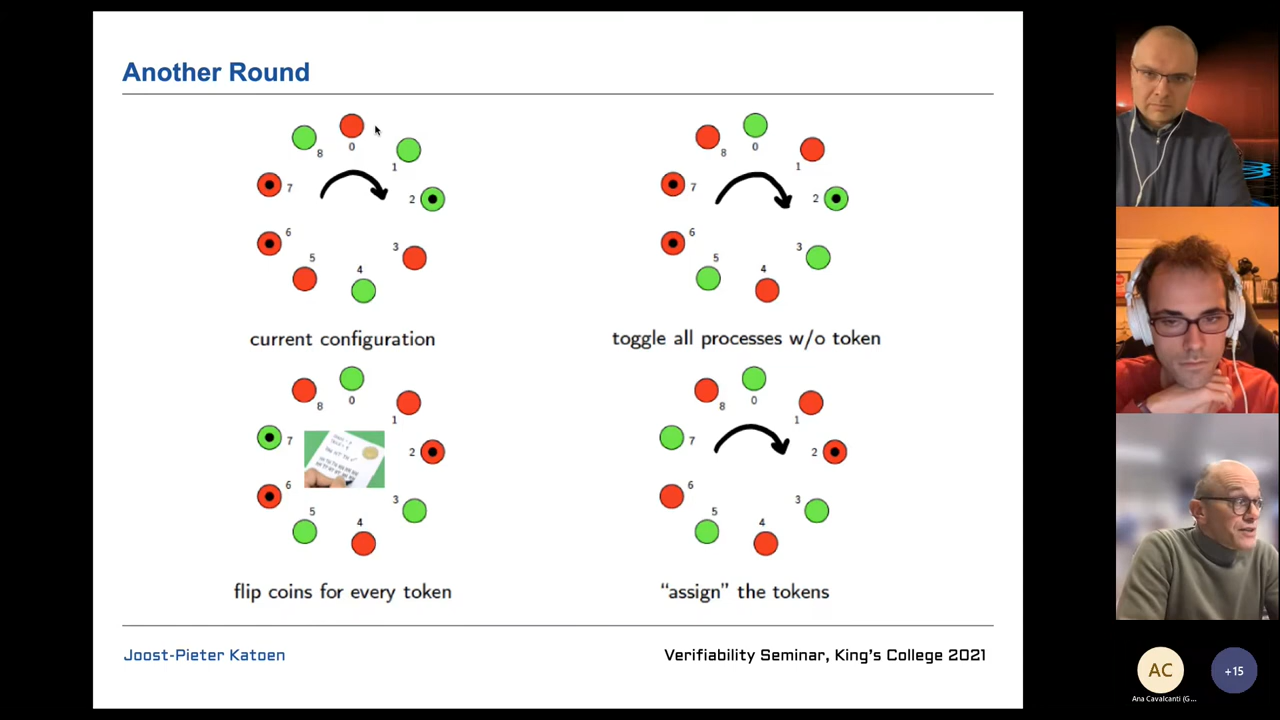 Another Round
8 0 1 7 2 6 3 5 4
8 0 1 7 2 6 3 5 4
current configuration
toggle all processes w/o token
8 0 1 7 2 6 3 5 4
8 0 1 7 2 6 3 5 4
flip coins for every token
"assign" the tokens
Joost-Pieter Katoen
Verifiability Seminar, King's College 2021
AC
+15
Ana Cavalcanti (G...